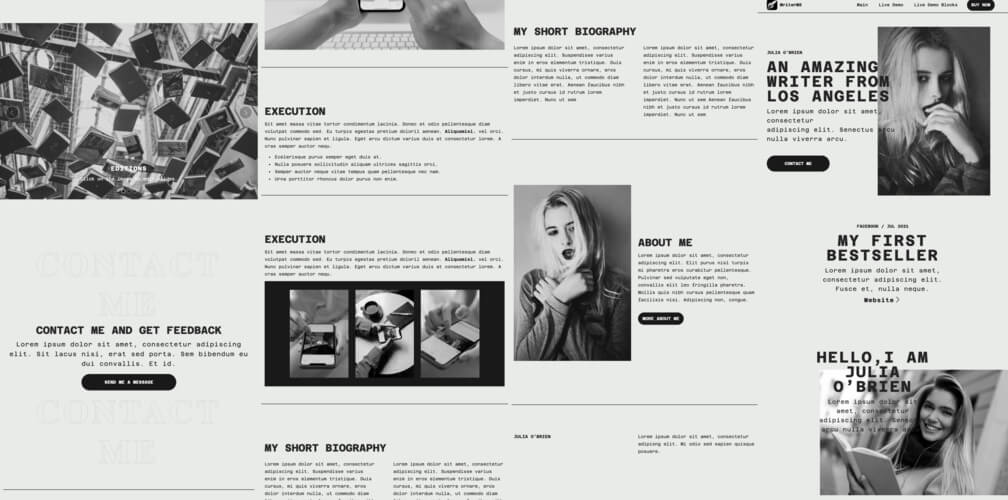 EDITIONS
CONTACT
ME
CONTACT ME AND GET FEEDBACK
Lorem ipsum dolor sit amet, consectetur
elit. Sit lacus nisi, erat sed porta. Sem bibendum eu
dui convallis. Et id.
SEND ME A MESSAGE
CONTACT
ME
EXECUTION
Sit amet massa vitae tortor condimentum lacinia. Orci et odio pellentesque diam
volutpat commodo sed. Eu turpis egestas pretium dolorii aenean. Aliquamisl, vel orci.
Nunc pulvinar sapien et ligula. Eget arcu dictum varius duis at consectetur lorem. A
cras semper auctor neque.
• Scelerisque purus semper eget duis at.
• Nulla posuere sollicitudin aliquam ultrices sagittis orci.
• Semper auctor neque vitae tempus quam pellentesque nec nam.
• Urna porttitor rhoncus dolor purus non enim.
EXECUTION
Sit amet massa vitae tortor condimentum lacinia. Orci et odio pellentesque diam
volutpat commodo sed. Eu turpis egestas pretium dolorii aenean. Aliquamisl, vel orci.
Nunc pulvinar sapien et ligula. Eget arcu dictum varius duis at consectetur lorem. A
cras semper auctor neque.
MY SHORT BIOGRAPHY
Lorem ipsum dolor sit amet, consectetur
adipiscing elit. Suspendisse varius
enim in eros elementum tristique. Duis
cursus, mi quis viverra ornare, eros
dolor interdum nulla, ut commodo diam
Lorem ipsum dolor sit amet, consectetur
adipiscing elit. Suspendisse varius
enim in eros elementum tristique. Duis
cursus, mi quis viverra ornare, eros
dolor interdum nulla, ut commodo diam
MY SHORT BIOGRAPHY
Lorem ipsum dolor sit amet, consectetur
adipiscing elit. Suspendisse varius
enim in eros elementum tristique. Duis
cursus, mi quis viverra ornare, eros
dolor interdum nulla, ut commodo diam
libero vitae erat. Aenean faucibus nibh
et justo cursus id rutrum lorem
imperdiet. Nunc ut sem
Lorem ipsum dolor sit amet, consectetur
adipiscing elit. Suspendisse varius
enim in eros elementum tristique. Duis
cursus, mi quis viverra ornare, eros
dolor interdum nulla, ut commodo diam
libero vitae erat. Aenean faucibus nibh
et justo cursus id rutrum lorem
imperdiet. Nunc ut sem Aenean faucibus
et justo cursus id rutrum lorem
imperdiet. Nunc ut sem
ABOUT ME
Lorem ipsum dolor sit amet, consectetur
adipiscing elit. Elit purus nisl turpis
mi pharetra eros curabitur pellentesque.
Pulvinar sed vulputate eget non,
convallis elit leo fringilla pharetra.
Mollis quis nibh cursus pellentesque quam
facilisis nisi. Adipiscing non, congue.
MORE ABOUT ME
JULIA O'BRIEN
Lorem ipsum dolor sit amet, consectetur
adipiscing elit. Mi odio sed sapien quisque
posuere.
WriterMS
Main
Live Demo
Live Demo Blocks
BUY NOW
JULIA O'BRIEN
AN AMAZING
WRITER FROM
LOS ANGELES
Lorem ipsum dolor sit amet,
consectetur
adipiscing elit. Senectus arcu
nulla viverra arcu.
CONTACT ME
FACEBOOK / JUL 2021
MY FIRST
BESTSELLER
Lorem ipsum dolor sit amet,
consectetur adipiscing elit.
Fusce et, nulla neque.
Website
HELLO, I AM
JULIA
O'BRIEN
Lorem ipsum dolor sit
amet, consectetur
adipiscing elit. Senec
arcu nulla viverra